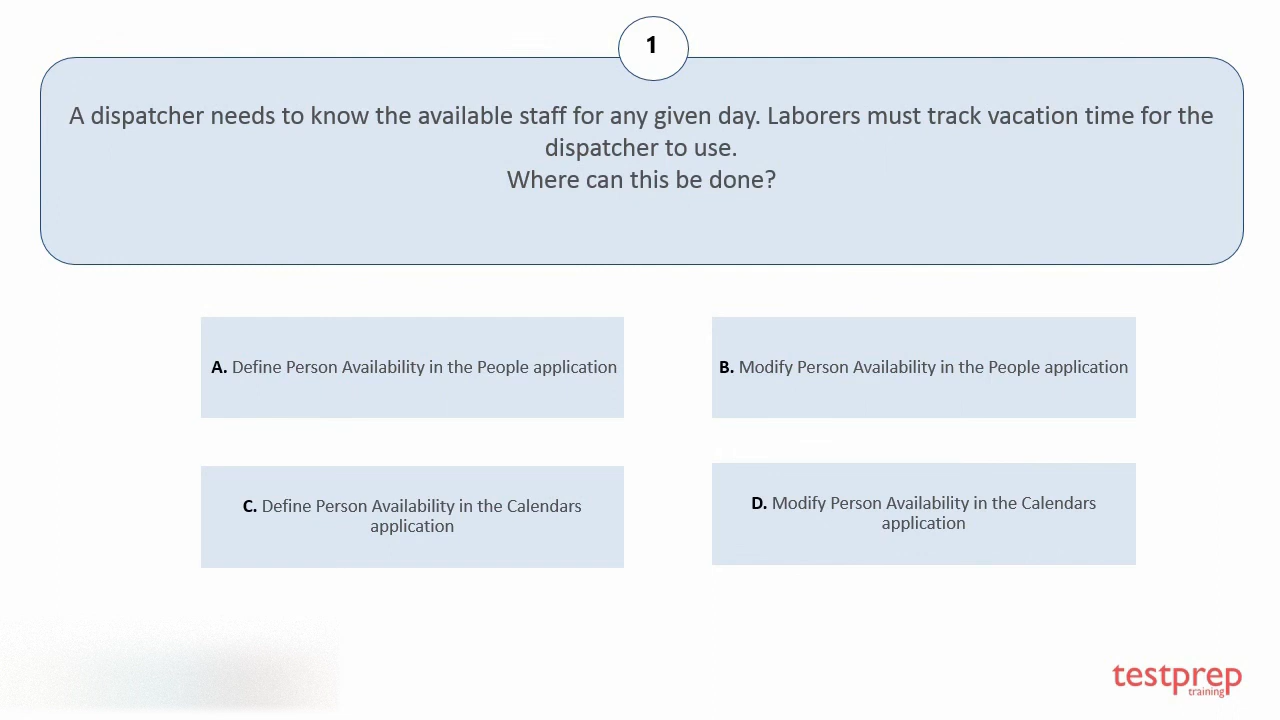 1
A dispatcher needs to know the available staff for any given day. Laborers must track vacation time for the
dispatcher to use.
Where can this be done?
A. Define Person Availability in the People application
B. Modify Person Availability in the People application
C. Define Person Availability in the Calendars
application
D. Modify Person Availability in the Calendars
application
testprep
training